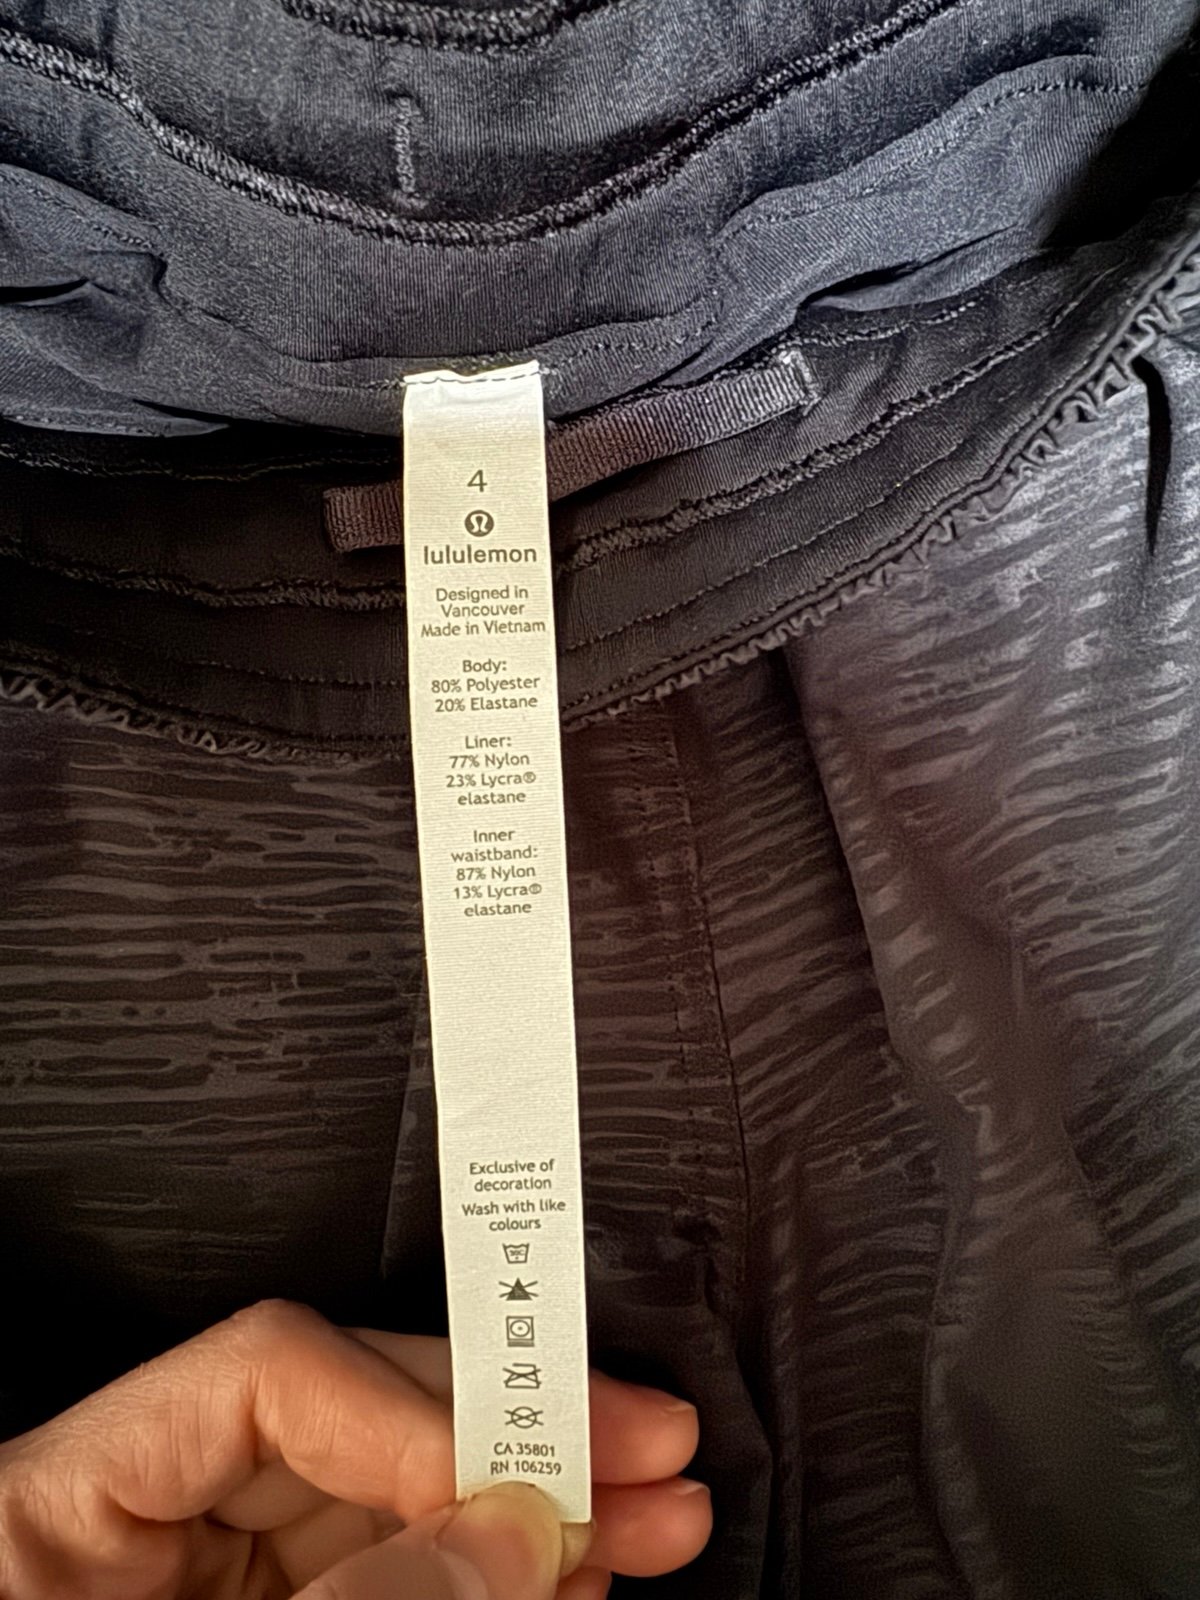 4
lululemon
Designed in
Vancouver
Made in Vietnam
Body:
80% Polyester
20% Elastane
Liner:
77% Nylon
23% Lycra®
elastane
Inner
waistband:
87% Nylon
13% Lycra®
elastane
Exclusive of
decoration
Wash with like
colours
CA 35801
RN 106259